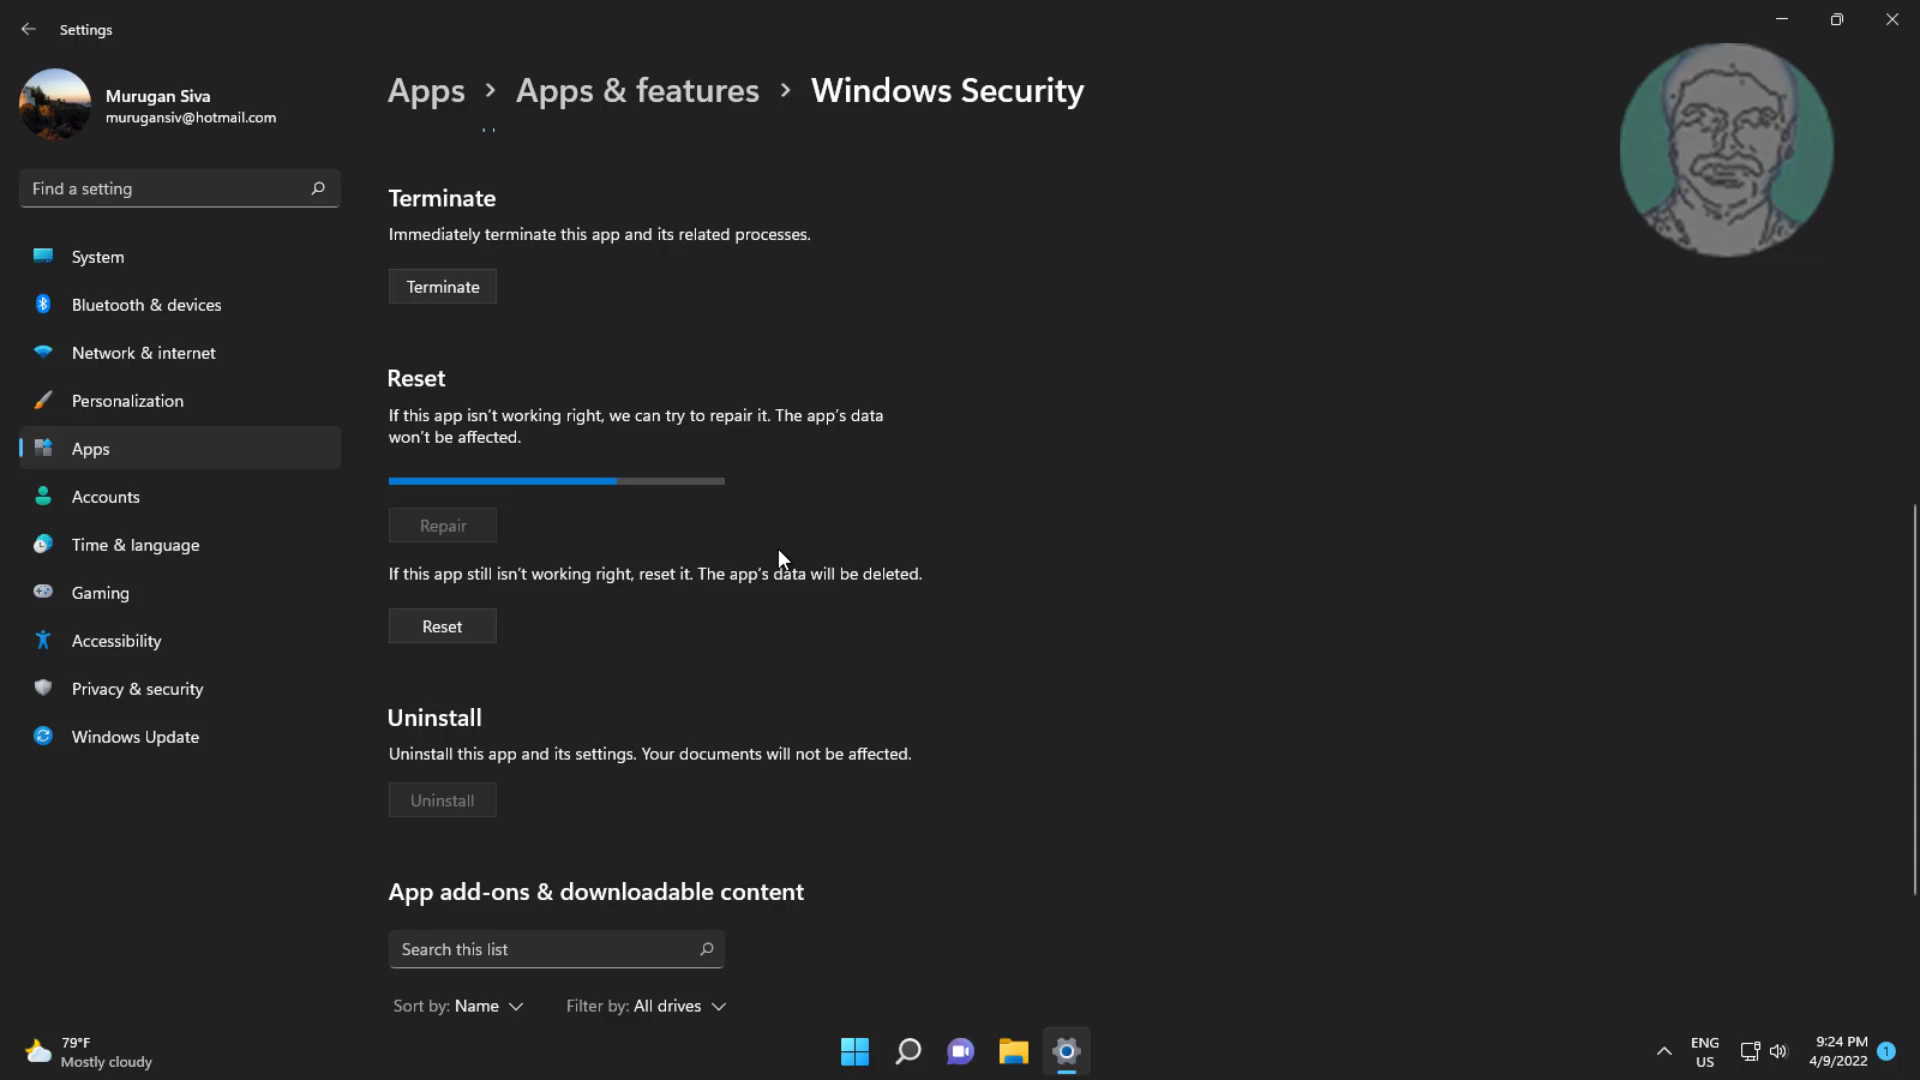 Settings
Murugan Siva
murugansiv@hotmail.com
Find a setting
System
Bluetooth & devices
Network & internet
Personalization
Apps
Accounts
Time & language
Gaming
Accessibility
Privacy & security
Windows Update
Apps > Apps & features > Windows Security
Terminate
Immediately terminate this app and its related processes.
Terminate
Reset
If this app isn't working right, we can try to repair it. The app's data
won't be affected.
Repair
If this app still isn't working right, reset it. The app's data will be deleted.
Reset
Uninstall
Uninstall this app and its settings. Your documents will not be affected.
Uninstall
App add-ons & downloadable content
Search this list
Sort by: Name Filter by: All drives
79°F
Mostly cloudy
ENG
US
9:24 PM
4/9/2022
1